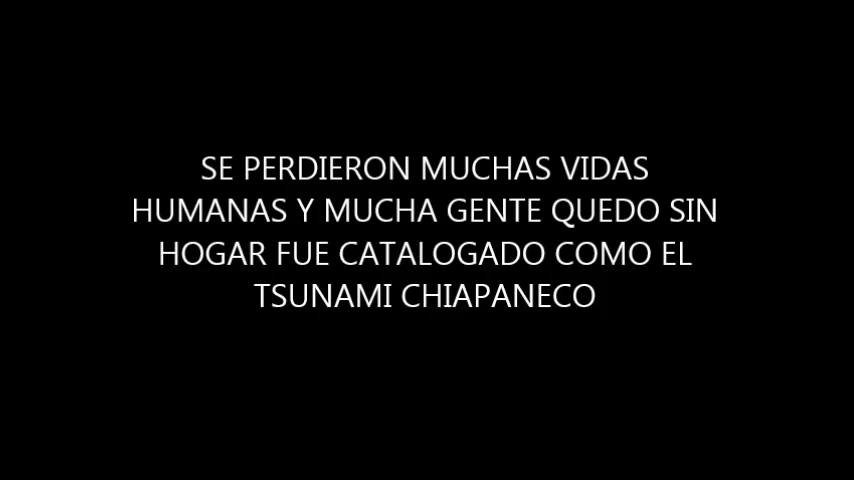 SE PERDIERON MUCHAS VIDAS
HUMANAS Y MUCHA GENTE QUEDO SIN
HOGAR FUE CATALOGADO COMO EL
TSUNAMI CHIAPANECO